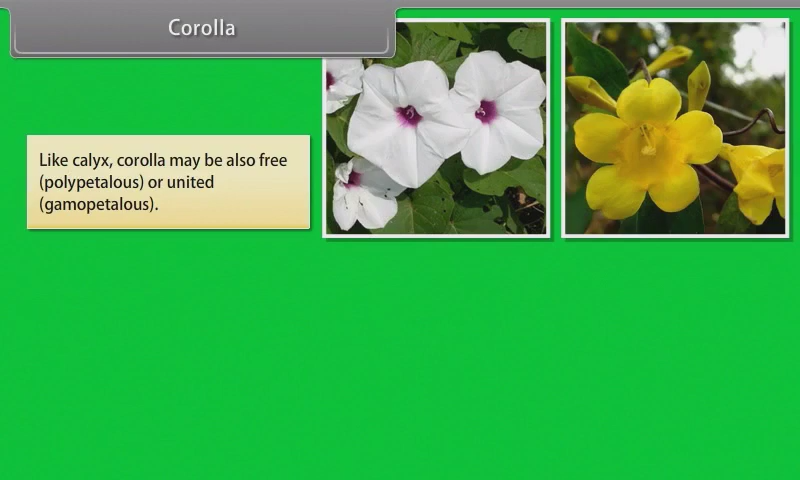 Corolla
Like calyx, corolla may be also free
(polypetalous) or united
(gamopetalous).